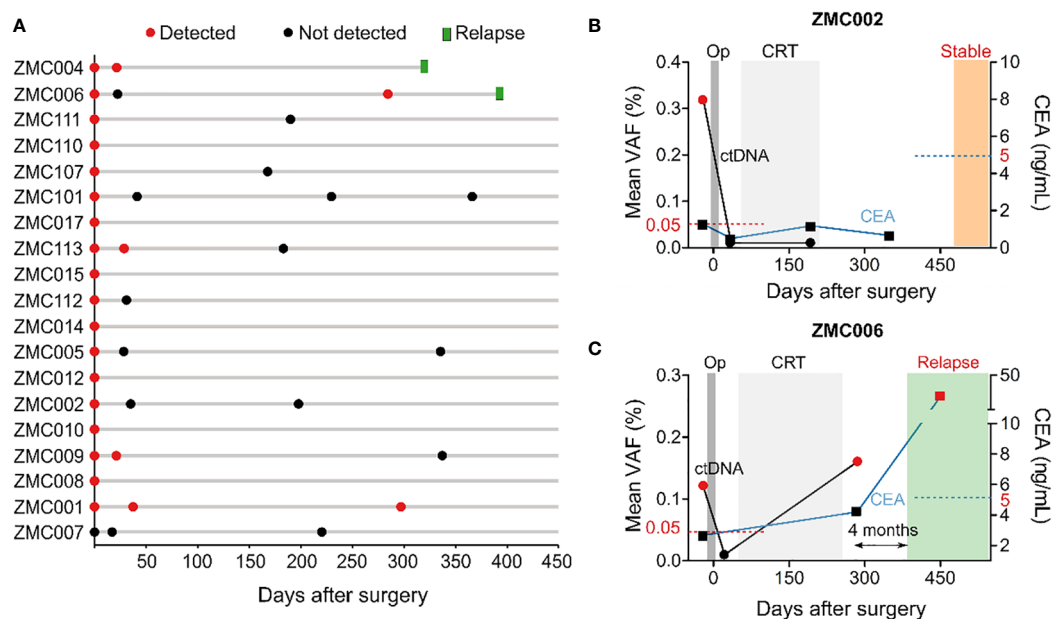 A
Detected
Not detected
Relapse
ZMC004
ZMC006
ZMC111
ZMC110
ZMC107
ZMC101
ZMC017
ZMC113
ZMC015
ZMC112
ZMC014
ZMC005
ZMC012
ZMC002
ZMC010
ZMC009
ZMC008
ZMC001
ZMC007
50 100 150 200 250 300 350 400 450
Days after surgery
B
ZMC002
Op CRT Stable
Mean VAF (%)
0.4
0.3
0.2
0.1
0.05
0.0
ctDNA
CEA
10
8
6
5
4
2
0
CEA (ng/mL)
0 150 300 450
Days after surgery
C
ZMC006
Op CRT Relapse
Mean VAF (%)
0.3
0.2
0.1
0.05
0.0
ctDNA
CEA
4 months
50
10
8
6
5
4
2
CEA (ng/mL)
0 150 300 450
Days after surgery